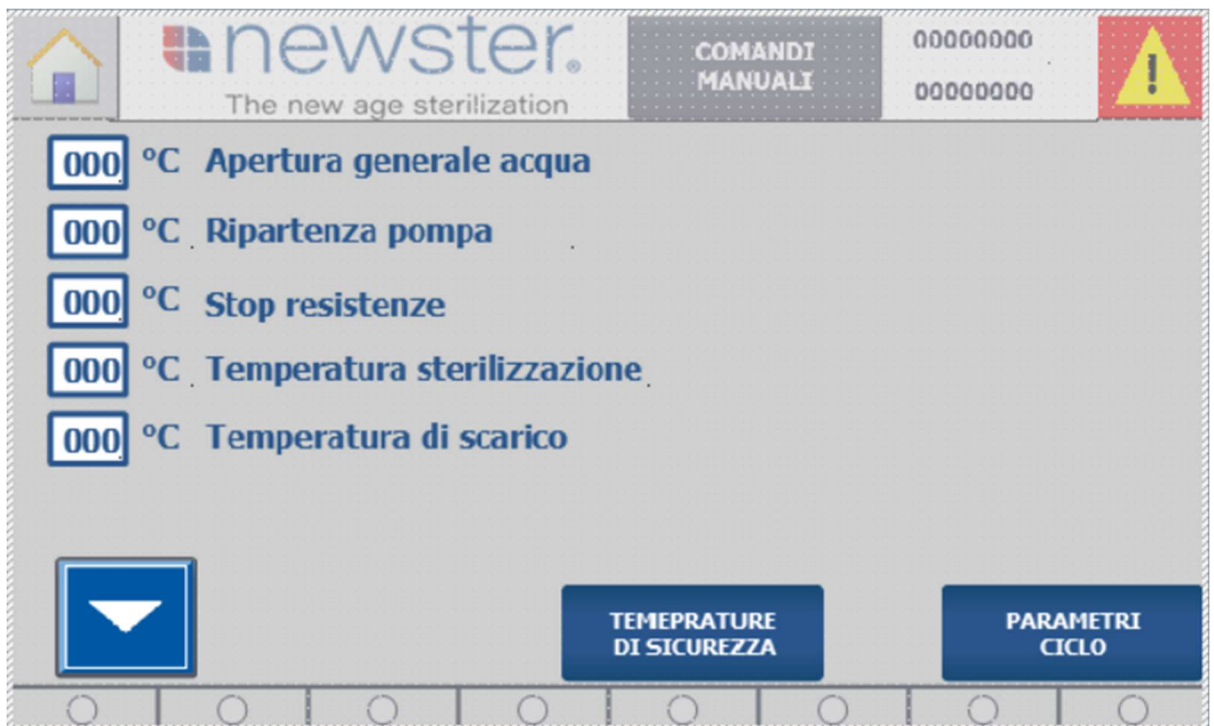 newster®
The new age sterilization
COMANDI
MANUALI
00000000
00000000
000 °C Apertura generale acqua
000 °C Ripartenza pompa
000 °C Stop resistenze
000 °C Temperatura sterilizzazione
000 °C Temperatura di scarico
TEMEPRATURE
DI SICUREZZA
PARAMETRI
CICLO